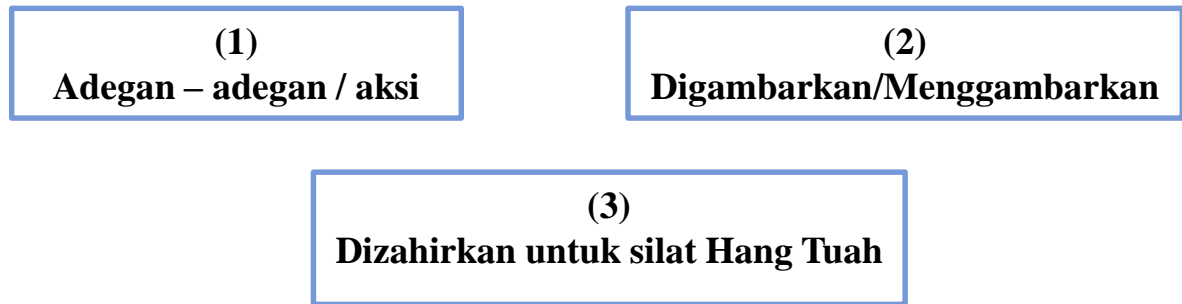 (1)
Adegan – adegan / aksi
(2)
Digambarkan/Menggambarkan
(3)
Dizahirkan untuk silat Hang Tuah